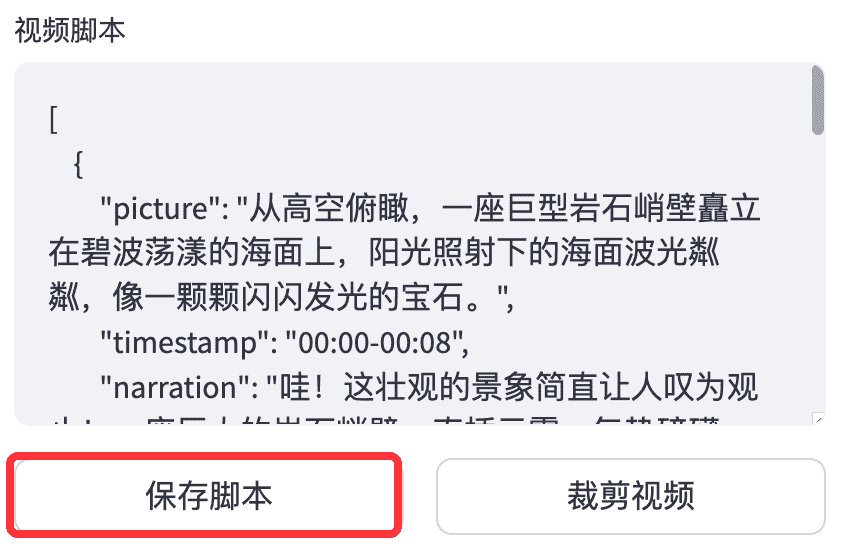 视频脚本
[
{
"picture": "从高空俯瞰，一座巨型岩石峭壁矗立
在碧波荡漾的海面上，阳光照射下的海面波光粼
粼，像一颗颗闪闪发光的宝石。",
"timestamp": "00:00-00:08",
"narration": "哇！这壮观的景象简直让人叹为观
保存脚本
裁剪视频